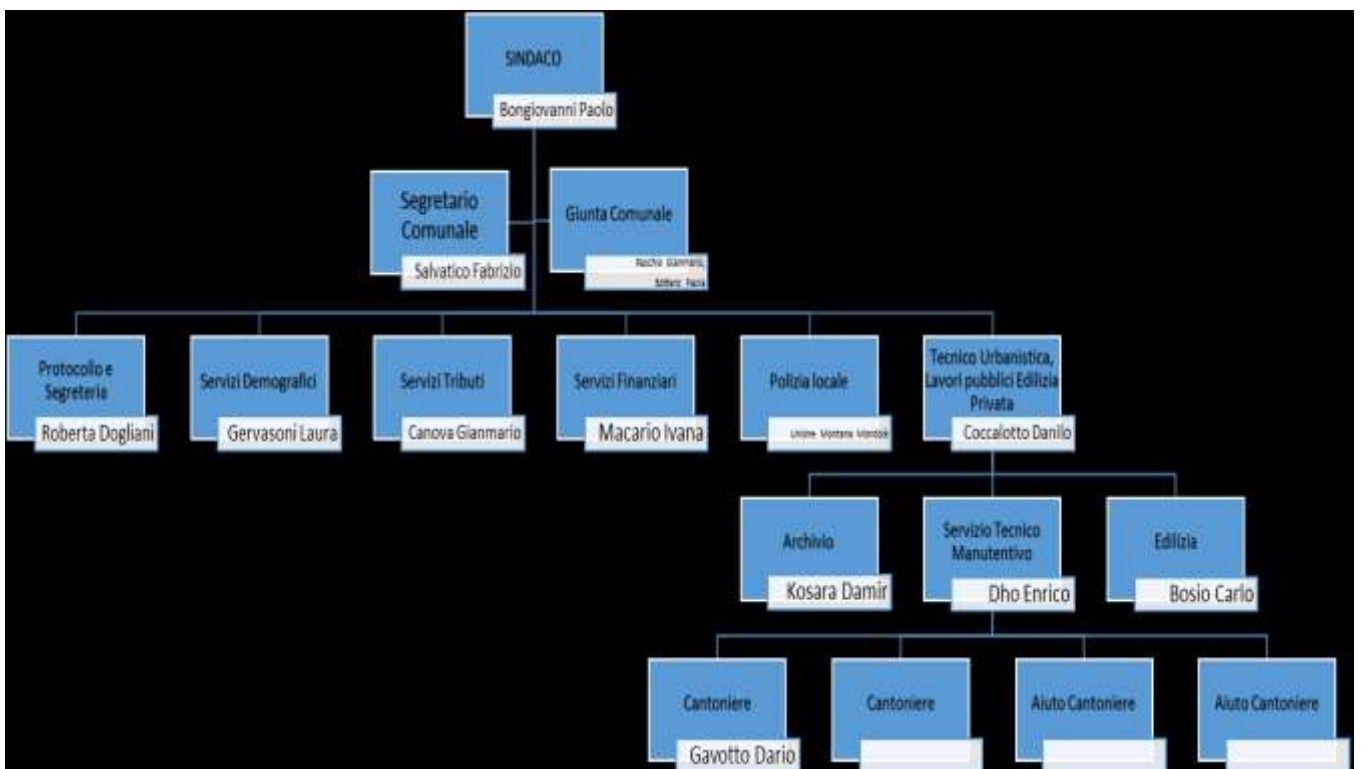 SINDACO
Bongiovanni Paolo
Segretario
Comunale
Salvatico Fabrizio
Giunta Comunale
Protocollo e
Segreteria
Roberta Dogliani
Servizi Demografici
Gervasoni Laura
Servizi Tributi
Canova Gianmario
Servizi Finanziari
Macario Ivana
Polizia locale
Unione Montana
Tecnico Urbanistica,
Lavori pubblici Edilizia
Privata
Coccalotto Danilo
Archivio
Kosara Damir
Servizio Tecnico
Manutentivo
Dho Enrico
Edilizia
Bosio Carlo
Cantoniere
Gavotto Dario
Cantoniere
Aiuto Cantoniere
Aiuto Cantoniere